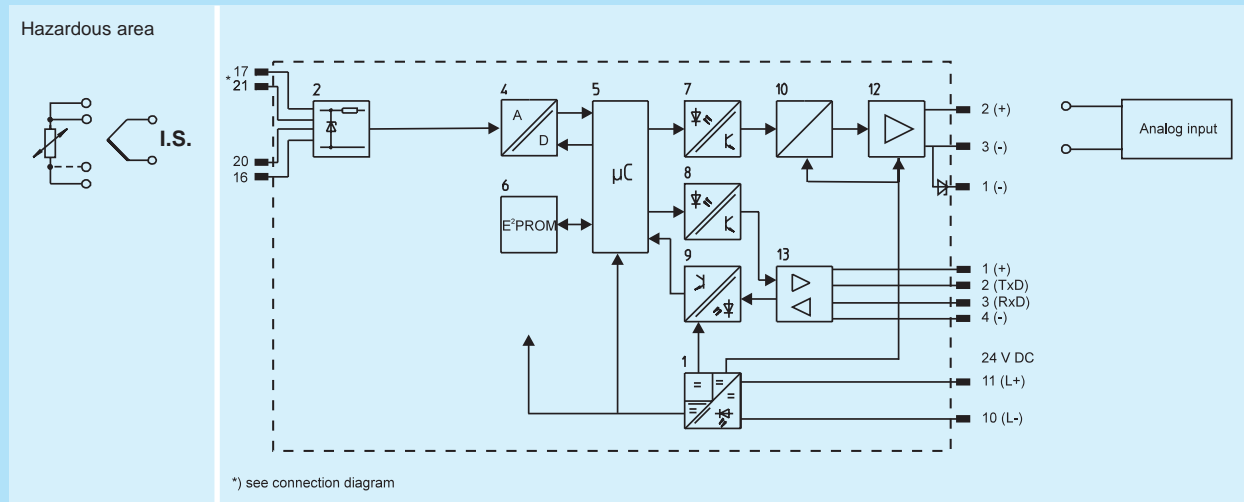 Hazardous area
I.S.
17
* 21
20
16
2
4
A
D
5
µC
6
E²PROM
7
8
9
10
12
13
1
=
=
=
2 (+)
3 (-)
1 (-)
Analog input
1 (+)
2 (TxD)
3 (RxD)
4 (-)
24 V DC
11 (L+)
10 (L-)
*) see connection diagram